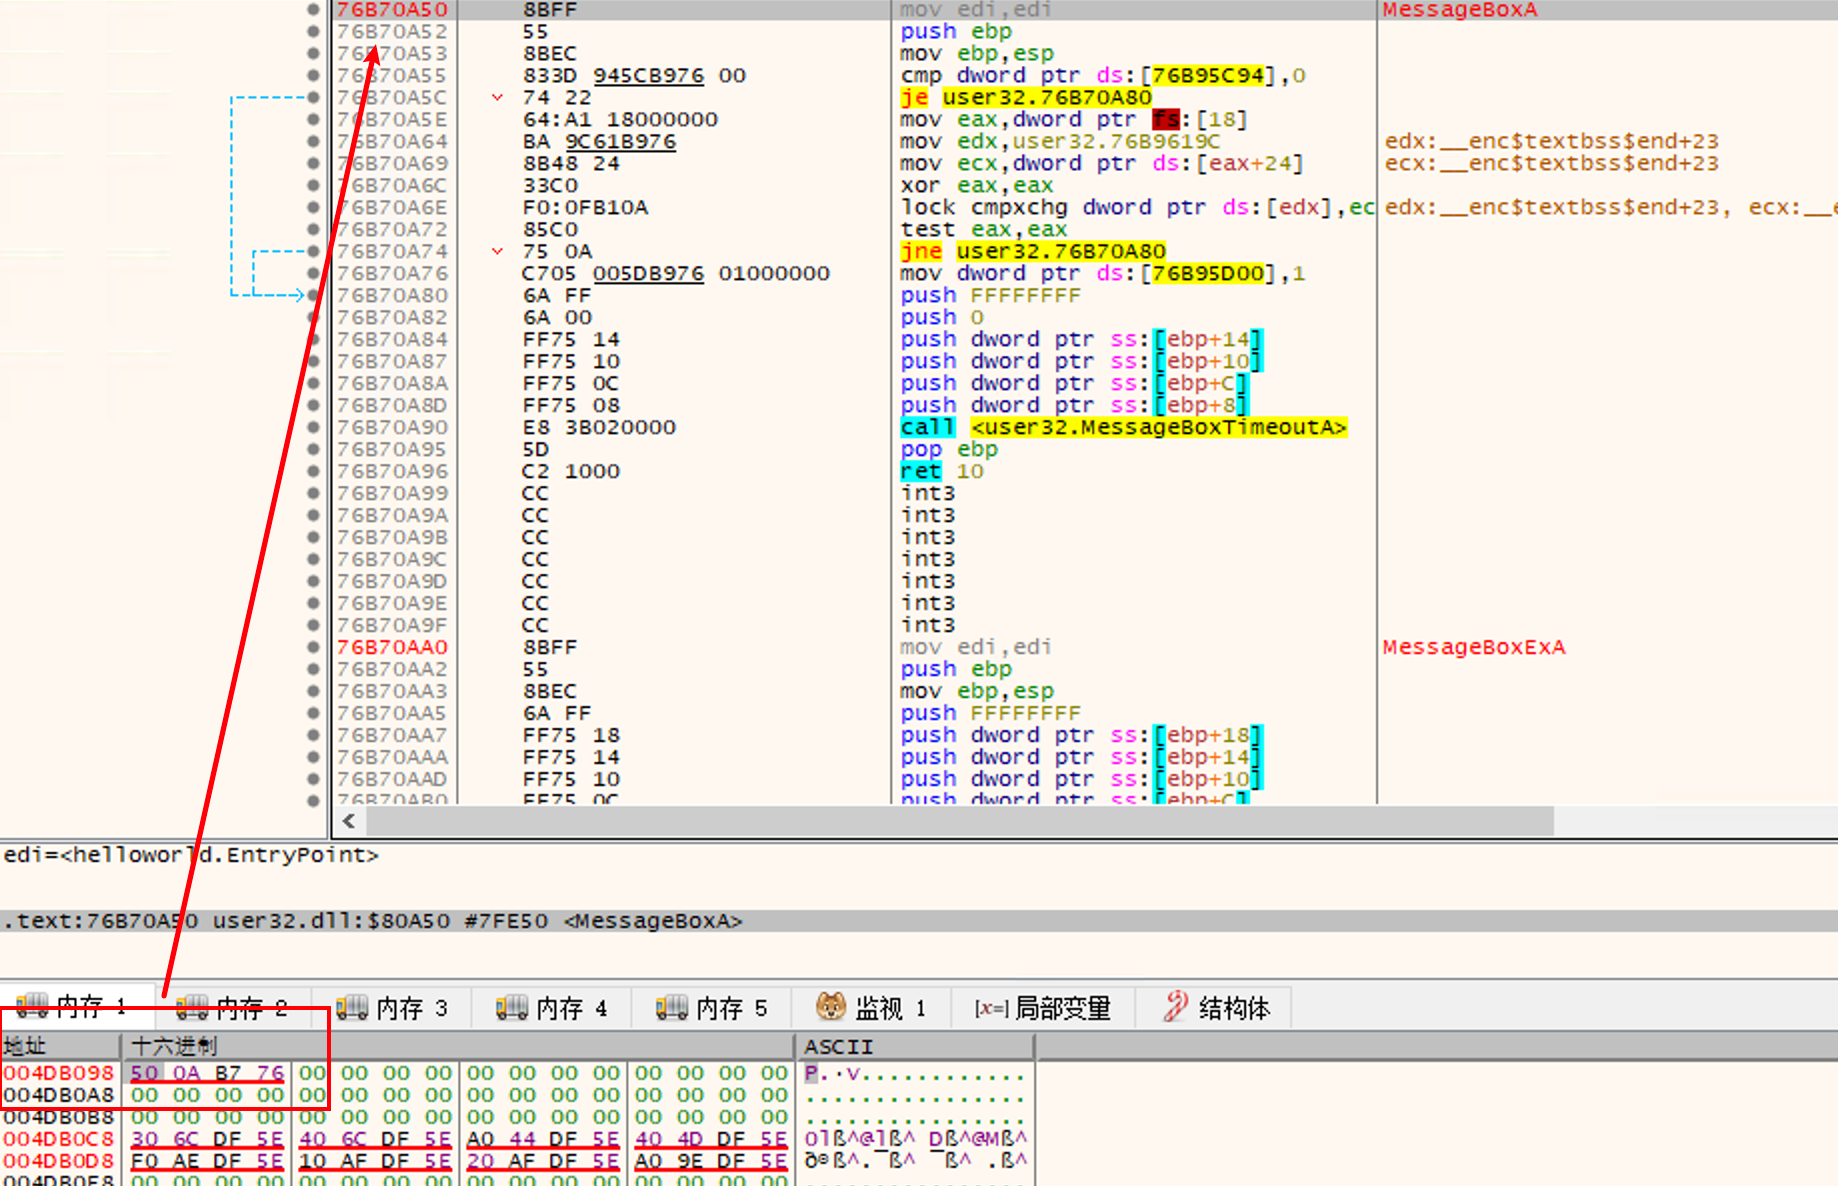 76B70A50 8BFF mov edi,edi MessageBoxA
76B70A52 55 push ebp
76B70A53 8BEC mov ebp,esp
76B70A55 833D 945CB976 00 cmp dword ptr ds:[76B95C94],0
76B70A5C 74 22 je user32.76B70A80
76B70A5E 64:A1 18000000 mov eax,dword ptr fs:[18]
76B70A64 BA 9C61B976 mov edx,user32.76B9619C edx:__enc$textbss$end+23
76B70A69 8B48 24 mov ecx,dword ptr ds:[eax+24] ecx:__enc$textbss$end+23
76B70A6C 33C0 xor eax,eax
76B70A6E F0:0FB10A lock cmpxchg dword ptr ds:[edx],ec edx:__enc$textbss$end+23, ecx:__e
76B70A72 85C0 test eax,eax
76B70A74 75 0A jne user32.76B70A80
76B70A76 C705 005DB976 01000000 mov dword ptr ds:[76B95D00],1
76B70A80 6A FF push FFFFFFFF
76B70A82 6A 00 push 0
76B70A84 FF75 14 push dword ptr ss:[ebp+14]
76B70A87 FF75 10 push dword ptr ss:[ebp+10]
76B70A8A FF75 0C push dword ptr ss:[ebp+C]
76B70A8D FF75 08 push dword ptr ss:[ebp+8]
76B70A90 E8 3B020000 call <user32.MessageBoxTimeoutA>
76B70A95 5D pop ebp
76B70A96 C2 1000 ret 10
76B70A99 CC int3
76B70A9A CC int3
76B70A9B CC int3
76B70A9C CC int3
76B70A9D CC int3
76B70A9E CC int3
76B70A9F CC int3
76B70AA0 8BFF mov edi,edi MessageBoxExA
76B70AA2 55 push ebp
76B70AA3 8BEC mov ebp,esp
76B70AA5 6A FF push FFFFFFFF
76B70AA7 FF75 18 push dword ptr ss:[ebp+18]
76B70AAA FF75 14 push dword ptr ss:[ebp+14]
76B70AAD FF75 10 push dword ptr ss:[ebp+10]
76B70AB0 FF75 0C push dword ptr ss:[ebp+C]
edi=<helloworld.EntryPoint>
.text:76B70A50 user32.dll:$80A50 #7FE50 <MessageBoxA>
内存 1 内存 2 内存 3 内存 4 内存 5 监视 1 [x=] 局部变量 结构体
地址 十六进制 ASCII
004DB098 50 0A B7 76 00 00 00 00 00 00 00 00 00 00 00 00 P.·v............
004DB0A8 00 00 00 00 00 00 00 00 00 00 00 00 00 00 00 00 ................
004DB0B8 00 00 00 00 00 00 00 00 00 00 00 00 00 00 00 00 ................
004DB0C8 30 6C DF 5E 40 6C DF 5E A0 44 DF 5E 40 4D DF 5E 0lß^@lß^ Dß^@Mß^
004DB0D8 F0 AE DF 5E 10 AF DF 5E 20 AF DF 5E A0 9E DF 5E ð®ß^.¯ß^ ¯ß^ .ß^
004DB0E8 00 00 00 00 00 00 00 00 00 00 00 00 00 00 00 00